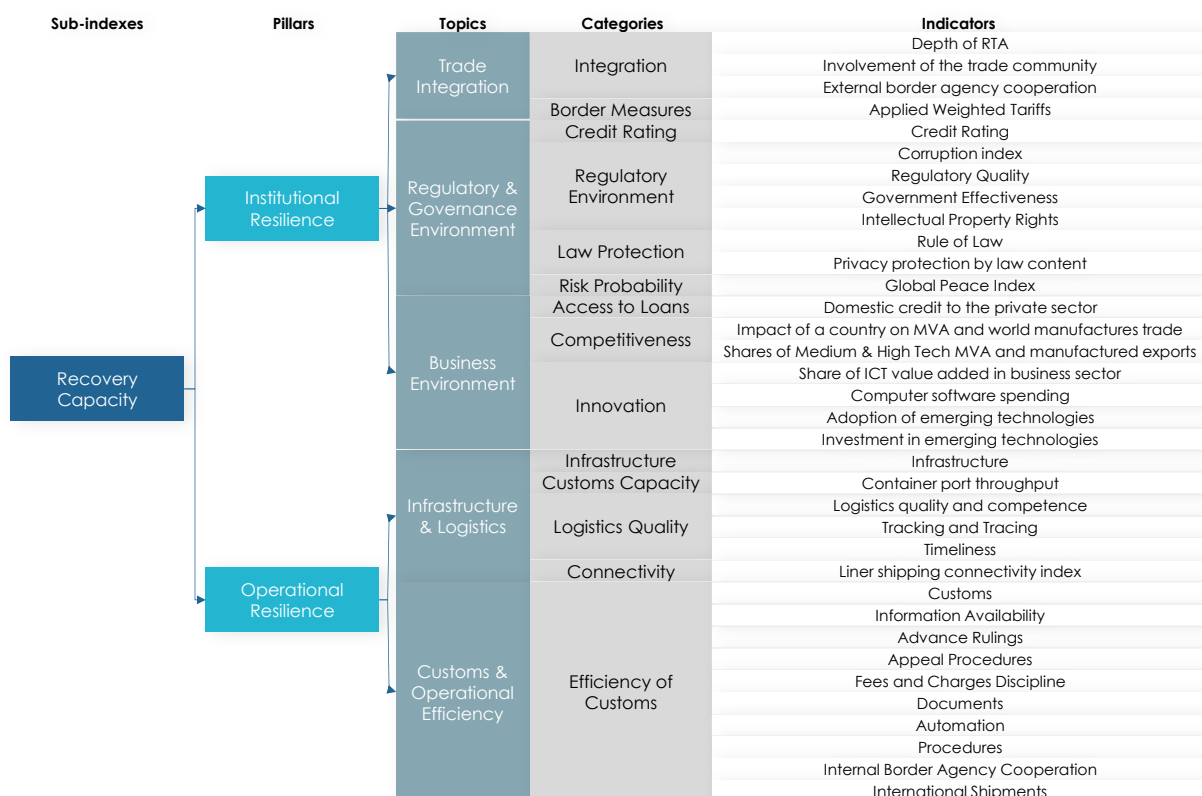 Sub-indexes
Pillars
Topics
Categories
Indicators
Recovery
Capacity
Institutional
Resilience
Trade
Integration
Integration
Depth of RTA
Involvement of the trade community
External border agency cooperation
Border Measures
Applied Weighted Tariffs
Regulatory &
Governance
Environment
Credit Rating
Credit Rating
Regulatory
Environment
Corruption index
Regulatory Quality
Government Effectiveness
Intellectual Property Rights
Law Protection
Rule of Law
Privacy protection by law content
Risk Probability
Global Peace Index
Business
Environment
Access to Loans
Domestic credit to the private sector
Competitiveness
Impact of a country on MVA and world manufactures trade
Shares of Medium & High Tech MVA and manufactured exports
Innovation
Share of ICT value added in business sector
Computer software spending
Adoption of emerging technologies
Investment in emerging technologies
Operational
Resilience
Infrastructure
& Logistics
Infrastructure
Infrastructure
Customs Capacity
Container port throughput
Logistics Quality
Logistics quality and competence
Tracking and Tracing
Timeliness
Connectivity
Liner shipping connectivity index
Customs &
Operational
Efficiency
Efficiency of
Customs
Customs
Information Availability
Advance Rulings
Appeal Procedures
Fees and Charges Discipline
Documents
Automation
Procedures
Internal Border Agency Cooperation
International Shipments